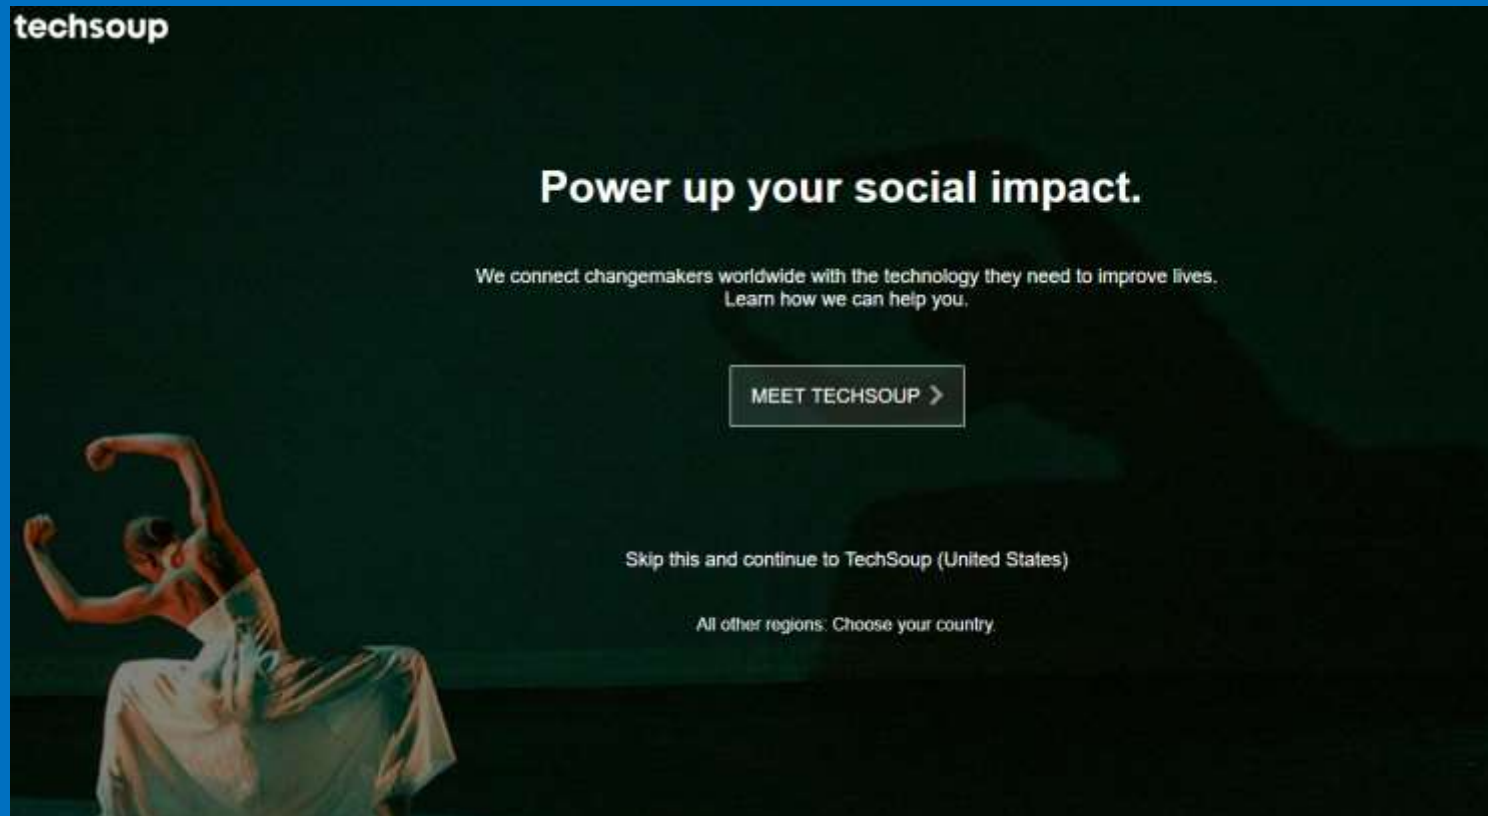 techsoup
Power up your social impact.
We connect changemakers worldwide with the technology they need to improve lives.
Learn how we can help you.
MEET TECHSOUP
Skip this and continue to TechSoup (United States)
All other regions: Choose your country.